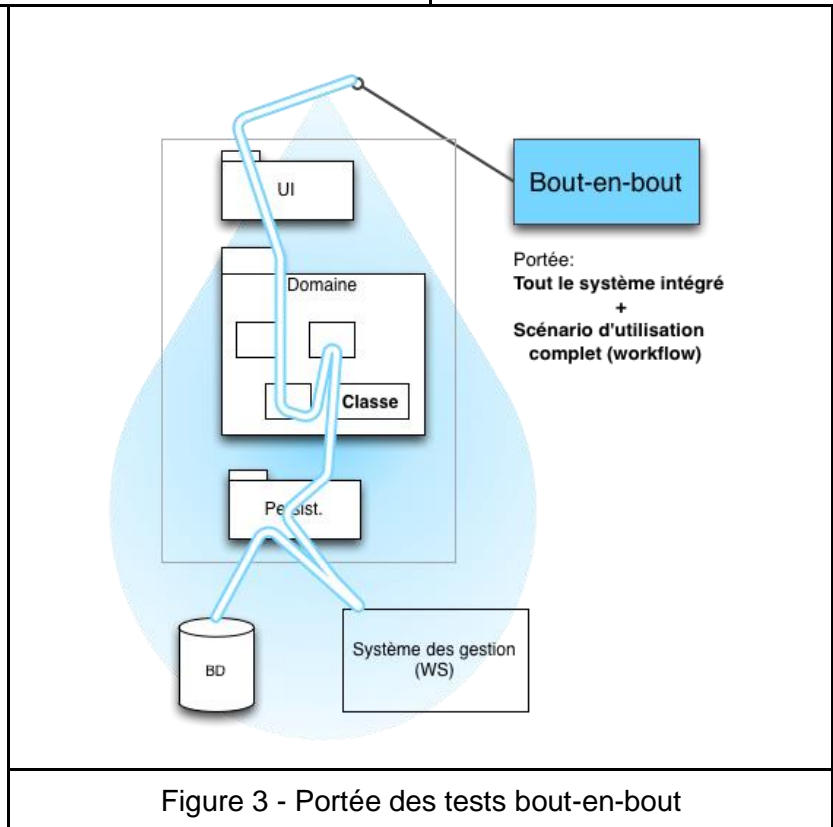 UI
Bout-en-bout
Portée:
Tout le système intégré
+
Scénario d'utilisation
complet (workflow)
Domaine
Classe
Persist.
BD
Système des gestion
(WS)
Figure 3 - Portée des tests bout-en-bout